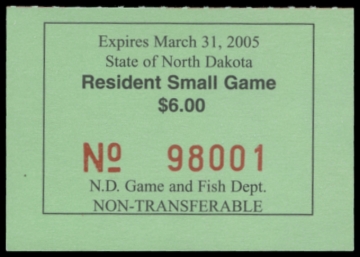 Expires March 31, 2005
State of North Dakota
Resident Small Game
$6.00
Nº 98001
N.D. Game and Fish Dept.
NON-TRANSFERABLE